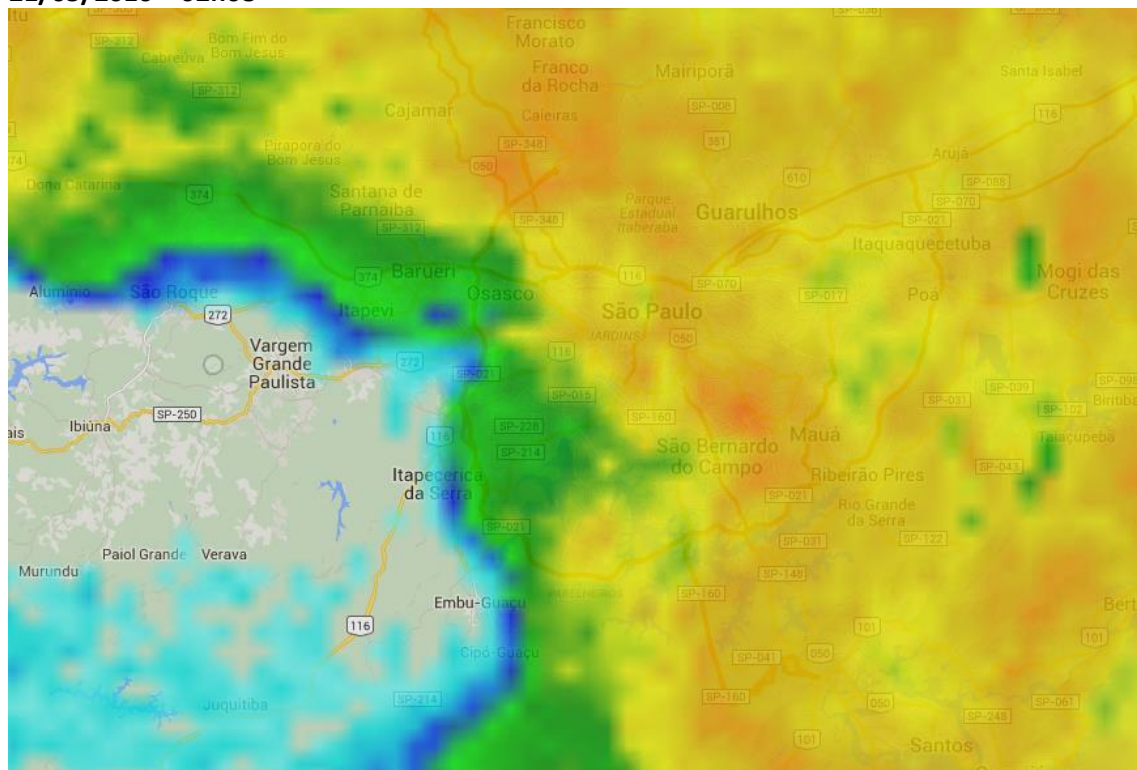 Francisco
Morato
SP-312
Bom Fim do
Bom Jesus
Cabreúva
Franco
da Rocha
Mairiporã
Santa Isabel
SP-312
Cajamar
Caieiras
SP-008
116
Pirapora do
Bom Jesus
SP-348
381
050
Arujá
74
Dona Catarina
374
Santana de
Parnaíba
610
SP-088
SP-070
Parque
Estadual
Itaberaba
Guarulhos
SP-312
SP-348
SP-021
Itaquaquecetuba
Barueri
374
116
SP-070
Mogi das
Cruzes
Alumínio
São Roque
Itapevi
Osasco
SP-017
Poá
272
São Paulo
JARDINS
050
Vargem
Grande
Paulista
272
SP-021
116
SP-039
SP-015
SP-031
SP-102
SP-250
Ibiúna
ais
116
SP-228
SP-160
Mauá
Taiaçupeba
SP-214
São Bernardo
do Campo
SP-043
Itapecerica
da Serra
Ribeirão Pires
SP-021
Rio Grande
da Serra
SP-021
SP-031
SP-122
Paiol Grande
Verava
Murundu
SP-148
PARELHEIROS
SP-160
Embu-Guaçu
116
101
101
Cipó-Guaçu
SP-041
050
Juquitiba
SP-214
SP-160
050
SP-061
SP-248
101
Santos